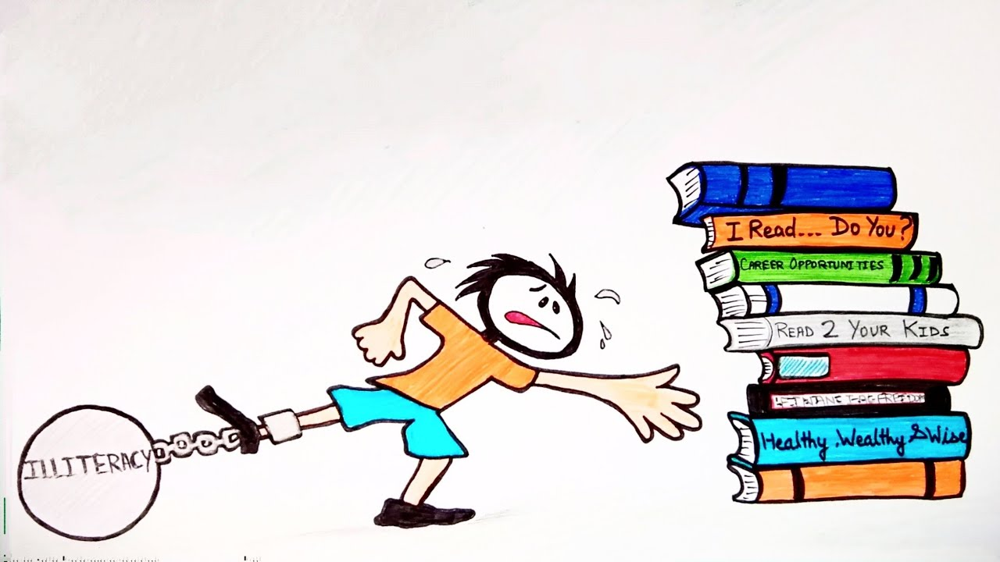 ILLITERACY
I Read... Do You?
CAREER OPPORTUNITIES
READ 2 YOUR KIDS
Healthy, Wealthy & Wise